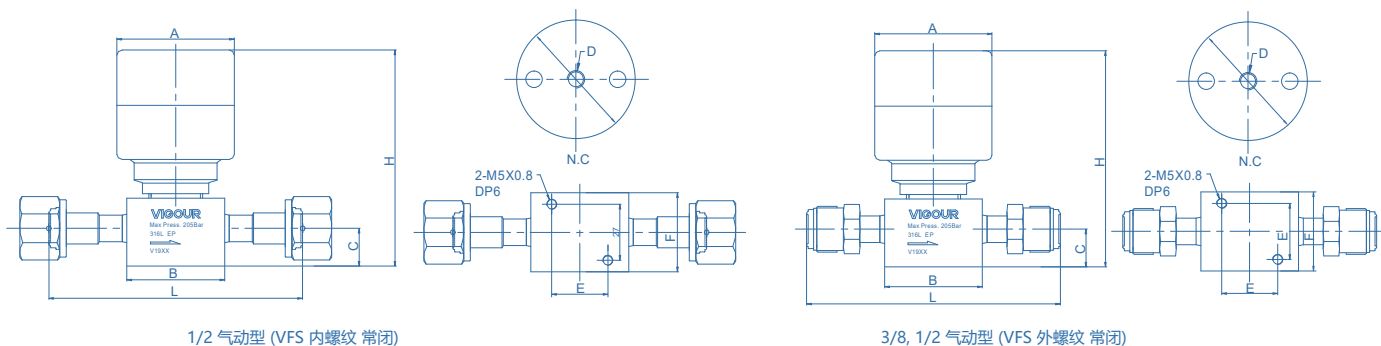 A
D
H
N.C
2-M5X0.8
DP6
VIGOUR
Max Press. 205Bar
316L EP
V19XX
C
B
L
27
F
E
1/2 气动型 (VFS 内螺纹 常闭)
A
D
H
N.C
2-M5X0.8
DP6
VIGOUR
Max Press. 205Bar
316L EP
V19XX
C
B
L
E
F
E
3/8, 1/2 气动型 (VFS 外螺纹 常闭)